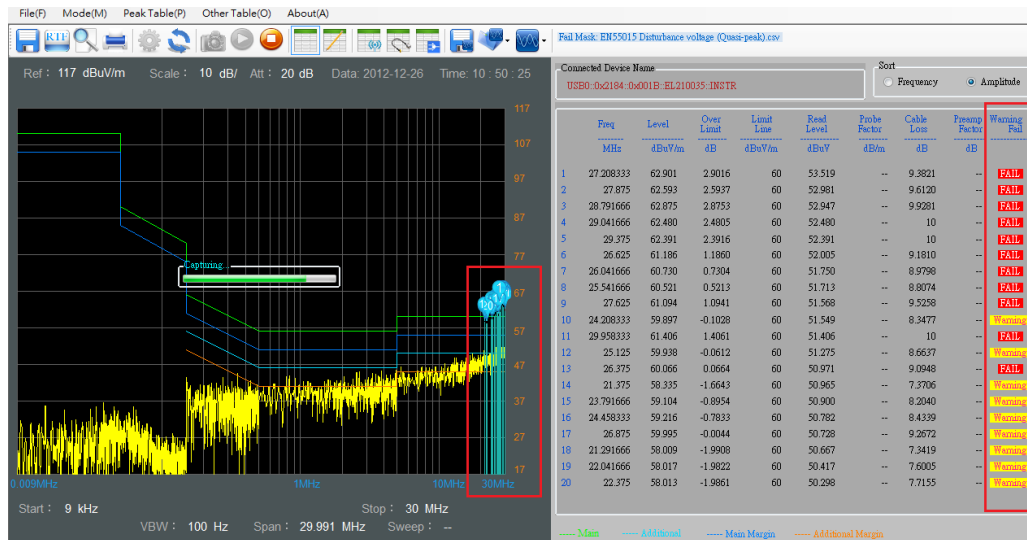 File(F) Mode(M) Peak Table(P) Other Table(O) About(A)
RTF
Fail Mask: EN55015 Disturbance voltage (Quasi-peak).csv
Ref : 117 dBuV/m Scale : 10 dB/ Att : 20 dB Data: 2012-12-26 Time: 10 : 50 : 25
Connected Device Name
USB0::0x2184::0x001B::EL210035::INSTR
Sort
Frequency Amplitude
117
107
97
87
77
67
57
47
37
27
17
Capturing...
0.009MHz 1MHz 10MHz 30MHz
Start : 9 kHz Stop : 30 MHz
VBW : 100 Hz Span : 29.991 MHz Sweep : --
Freq Level Over Limit Limit Line Read Level Probe Factor Cable Loss Preamp Factor Warning Fail
MHz dBuV/m dB dBuV/m dBuV dB/m dB dB
1 27.208333 62.901 2.9016 60 53.519 -- 9.3821 -- FAIL
2 27.875 62.593 2.5937 60 52.981 -- 9.6120 -- FAIL
3 28.791666 62.875 2.8753 60 52.947 -- 9.9281 -- FAIL
4 29.041666 62.480 2.4805 60 52.480 -- 10 -- FAIL
5 29.375 62.391 2.3916 60 52.391 -- 10 -- FAIL
6 26.625 61.186 1.1860 60 52.005 -- 9.1810 -- FAIL
7 26.041666 60.730 0.7304 60 51.750 -- 8.9798 -- FAIL
8 25.541666 60.521 0.5213 60 51.713 -- 8.8074 -- FAIL
9 27.625 61.094 1.0941 60 51.568 -- 9.5258 -- FAIL
10 24.208333 59.897 -0.1028 60 51.549 -- 8.3477 -- Warning
11 29.958333 61.406 1.4061 60 51.406 -- 10 -- FAIL
12 25.125 59.938 -0.0612 60 51.275 -- 8.6637 -- Warning
13 26.375 60.066 0.0664 60 50.971 -- 9.0948 -- FAIL
14 21.375 58.335 -1.6643 60 50.965 -- 7.3706 -- Warning
15 23.791666 59.104 -0.8954 60 50.900 -- 8.2040 -- Warning
16 24.458333 59.216 -0.7833 60 50.782 -- 8.4339 -- Warning
17 26.875 59.995 -0.0044 60 50.728 -- 9.2672 -- Warning
18 21.291666 58.009 -1.9908 60 50.667 -- 7.3419 -- Warning
19 22.041666 58.017 -1.9822 60 50.417 -- 7.6005 -- Warning
20 22.375 58.013 -1.9861 60 50.298 -- 7.7155 -- Warning
----- Main ----- Additional ----- Main Margin ----- Additional Margin